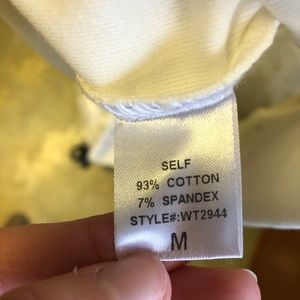 SELF
93% COTTON
7% SPANDEX
STYLE#:WT2944
M